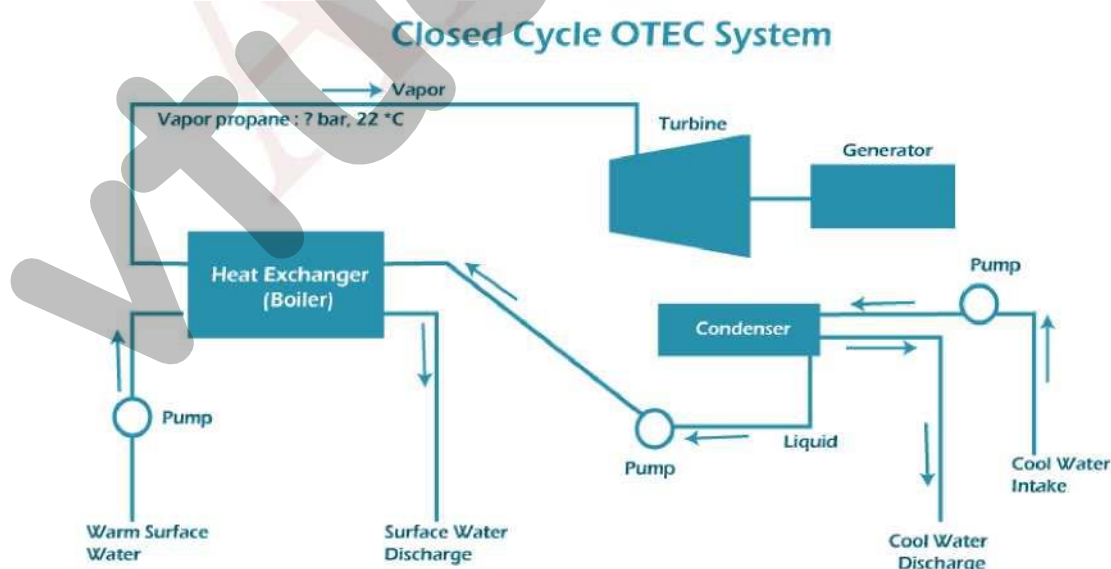 Closed Cycle OTEC System
Vapor
Vapor propane : ? bar, 22 °C
Turbine
Generator
Heat Exchanger
(Boiler)
Pump
Condenser
Pump
Liquid
Pump
Cool Water
Intake
Warm Surface
Water
Surface Water
Discharge
Cool Water
Discharge